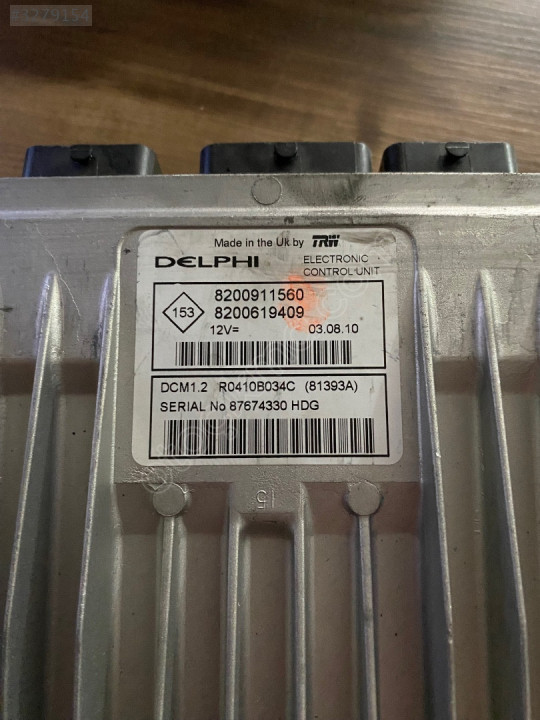 #3279154
Made in the Uk by TRW
DELPHI ELECTRONIC
CONTROL UNIT
153
8200911560
8200619409
12V= 03.08.10
DCM1.2 R0410B034C (81393A)
SERIAL No 87674330 HDG
15